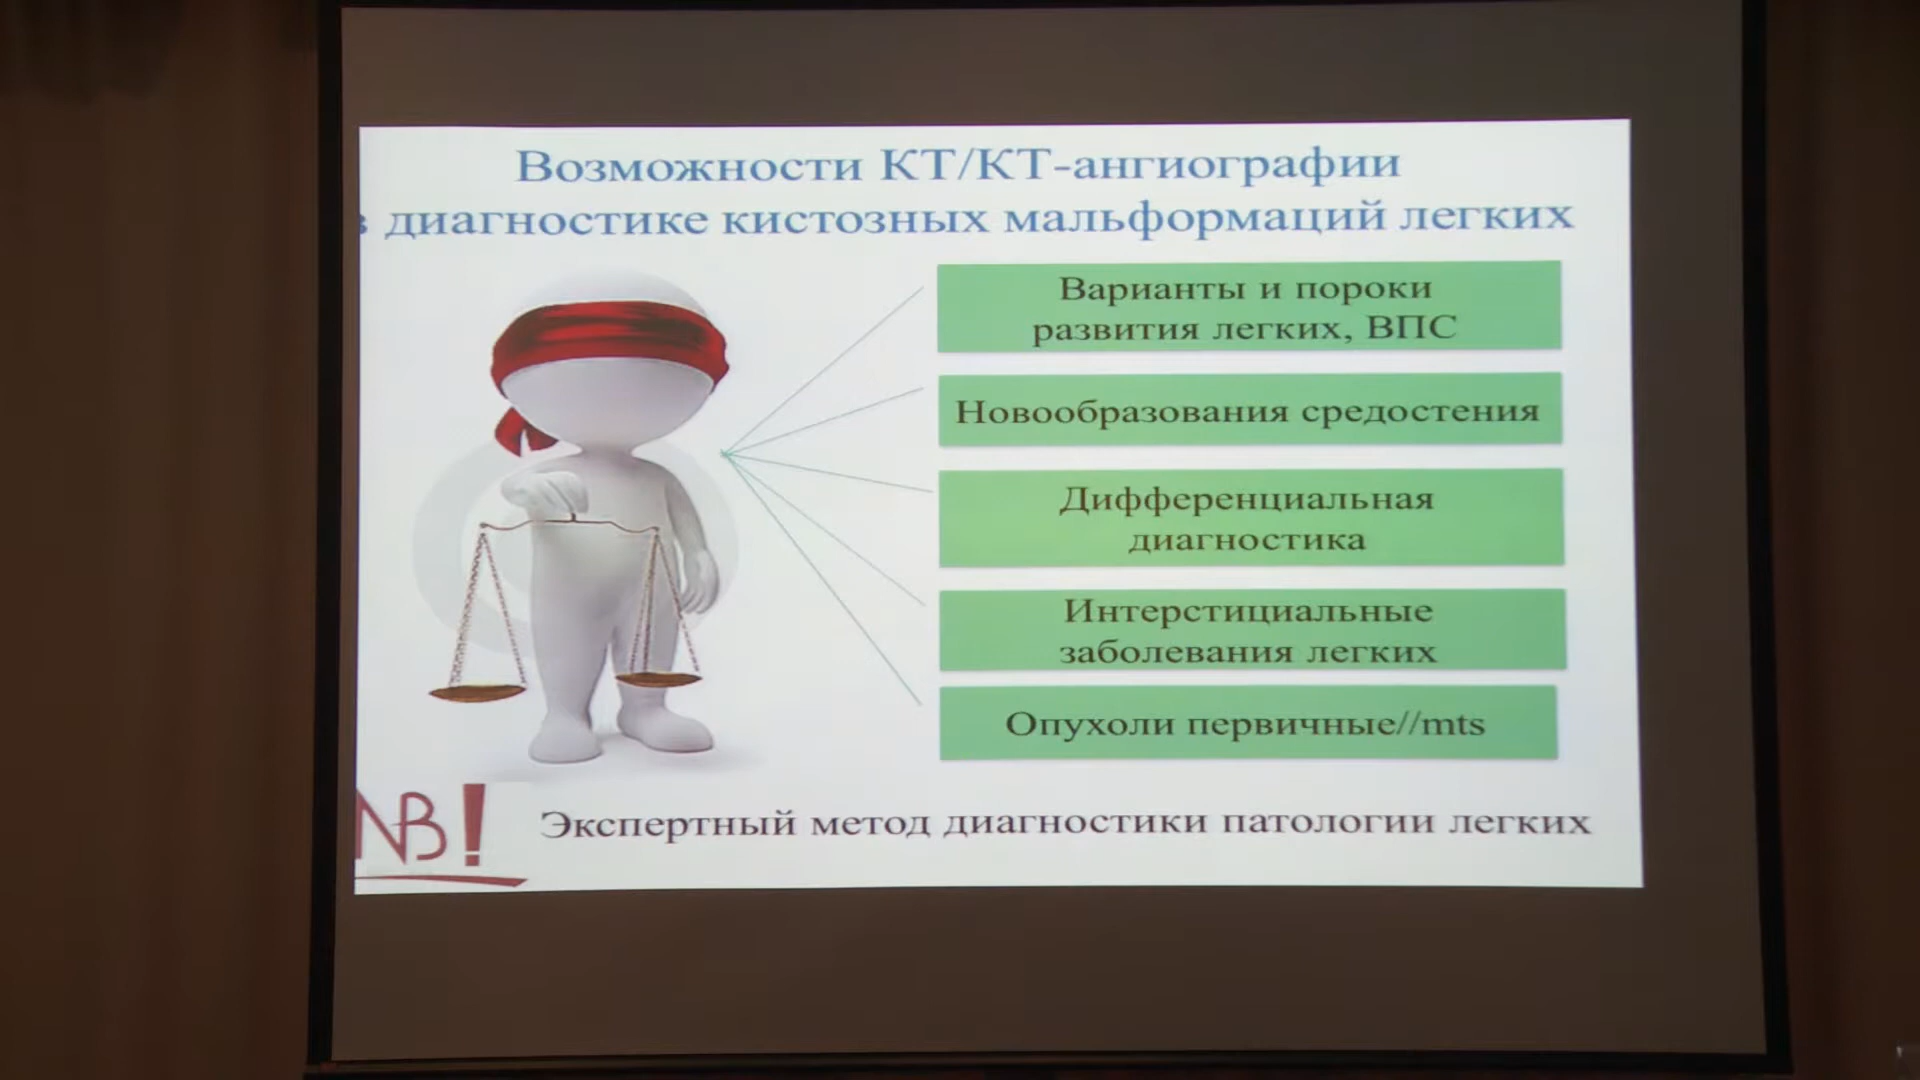 Возможности КТ/КТ-ангиографии
в диагностике кистозных мальформаций легких
Варианты и пороки
развития легких, ВПС
Новообразования средостения
Дифференциальная
диагностика
Интерстициальные
заболевания легких
Опухоли первичные//mts
NB!
Экспертный метод диагностики патологии легких